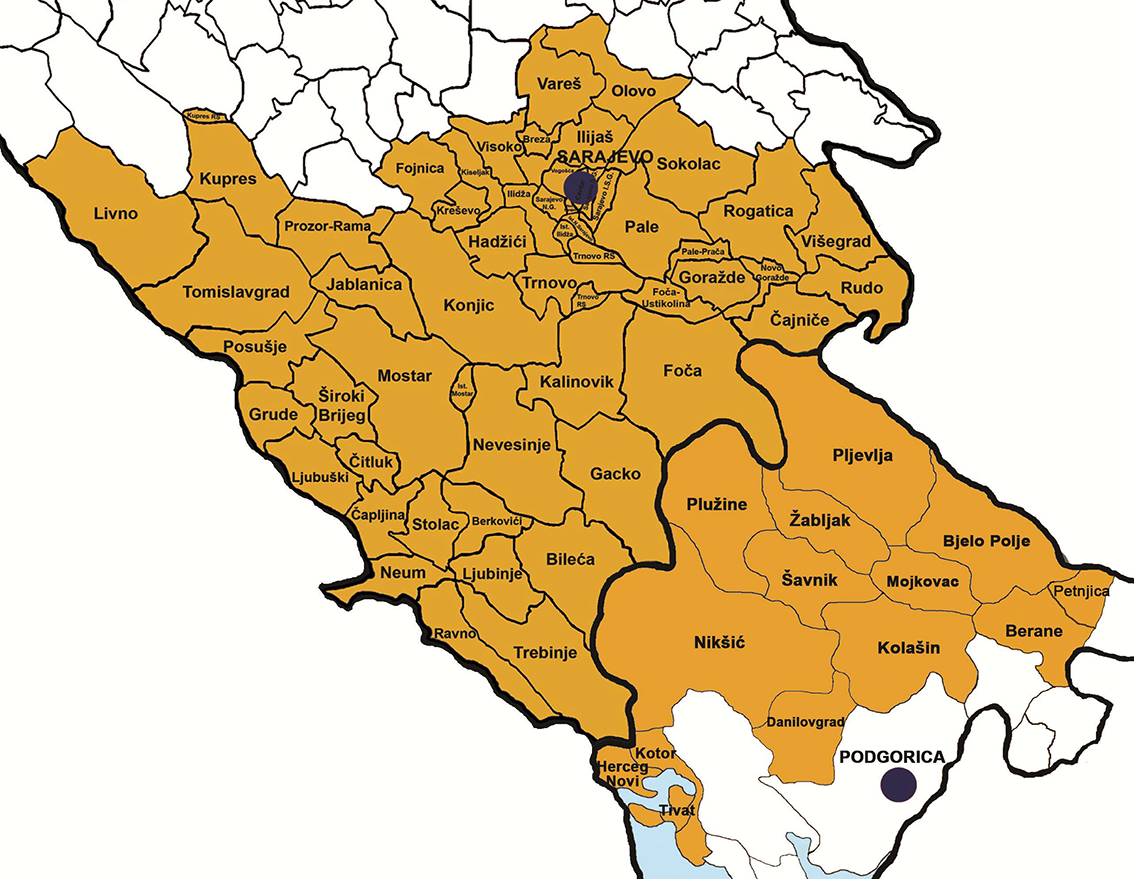 Vareš
Olovo
Kupres RS
Breza
Ilijaš
Visoko
SARAJEVO
Sokolac
Fojnica
Kiseljak
Vogošća
Kupres
Ilidža
Sarajevo
N.G.
Sarajevo I.S.G.
Livno
Kreševo
Rogatica
Prozor-Rama
Pale
Ist.
Ilidža
Hadžići
Višegrad
Pale-Prača
Trnovo RS
Novo
Goražde
Goražde
Jablanica
Trnovo
Rudo
Tomislavgrad
Foča-
Ustikolina
Trnovo
RS
Konjic
Čajniče
Posušje
Foča
Mostar
Kalinovik
Ist.
Mostar
Široki
Brijeg
Grude
Nevesinje
Pljevlja
Čitluk
Gacko
Ljubuški
Plužine
Čapljina
Stolac
Berkovići
Žabljak
Bjelo Polje
Bileća
Neum
Ljubinje
Šavnik
Mojkovac
Petnjica
Ravno
Berane
Nikšić
Kolašin
Trebinje
Danilovgrad
Kotor
PODGORICA
Herceg
Novi
Tivat